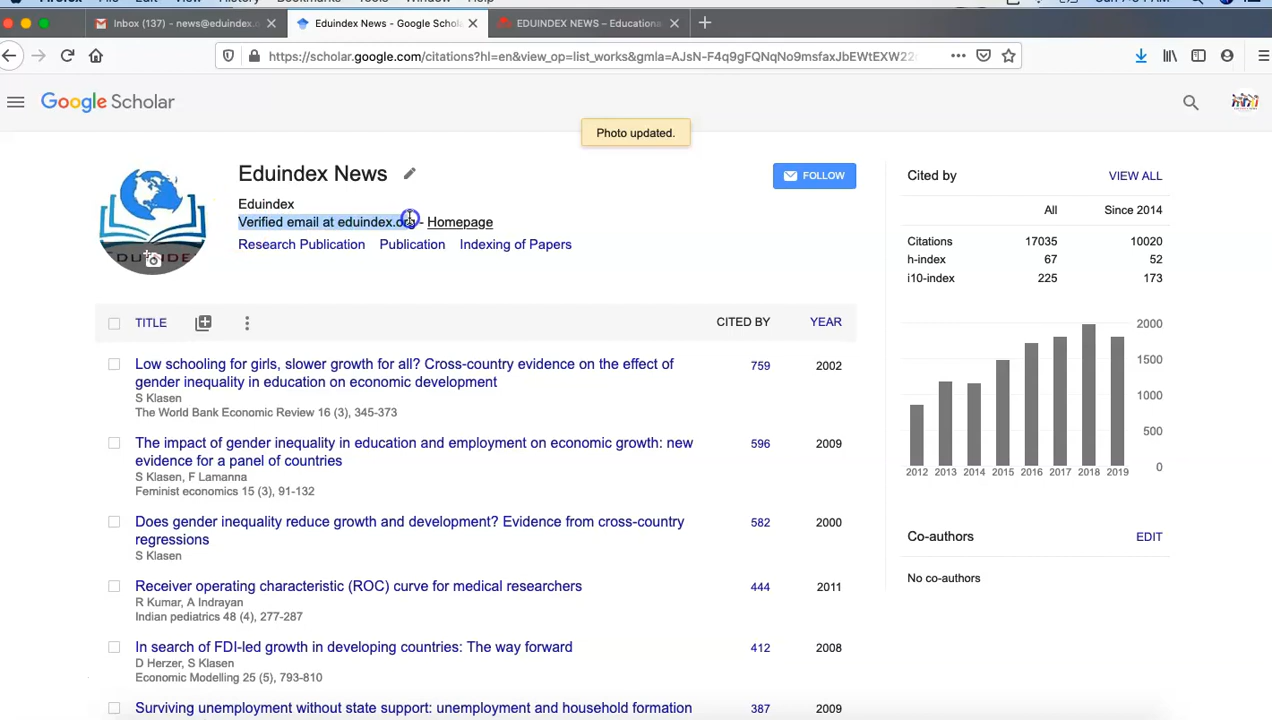 Inbox (137) - news@eduindex.o
Eduindex News - Google Schola
EDUINDEX NEWS – Educationa
https://scholar.google.com/citations?hl=en&view_op=list_works&gmla=AJsN-F4q9gFQNqNo9msfaxJbEWtEXW22
Google Scholar
Photo updated.
Eduindex News
FOLLOW
Eduindex
Verified email at eduindex.org - Homepage
Research Publication Publication Indexing of Papers
EDUINDE
TITLE CITED BY YEAR
Low schooling for girls, slower growth for all? Cross-country evidence on the effect of
gender inequality in education on economic development
759 2002
S Klasen
The World Bank Economic Review 16 (3), 345-373
The impact of gender inequality in education and employment on economic growth: new
evidence for a panel of countries
596 2009
S Klasen, F Lamanna
Feminist economics 15 (3), 91-132
Does gender inequality reduce growth and development? Evidence from cross-country
regressions
582 2000
S Klasen
Receiver operating characteristic (ROC) curve for medical researchers
444 2011
R Kumar, A Indrayan
Indian pediatrics 48 (4), 277-287
In search of FDI-led growth in developing countries: The way forward
412 2008
D Herzer, S Klasen
Economic Modelling 25 (5), 793-810
Surviving unemployment without state support: unemployment and household formation
387 2009
Cited by VIEW ALL
All Since 2014
Citations 17035 10020
h-index 67 52
i10-index 225 173
2000
1500
1000
500
0
2012 2013 2014 2015 2016 2017 2018 2019
Co-authors EDIT
No co-authors